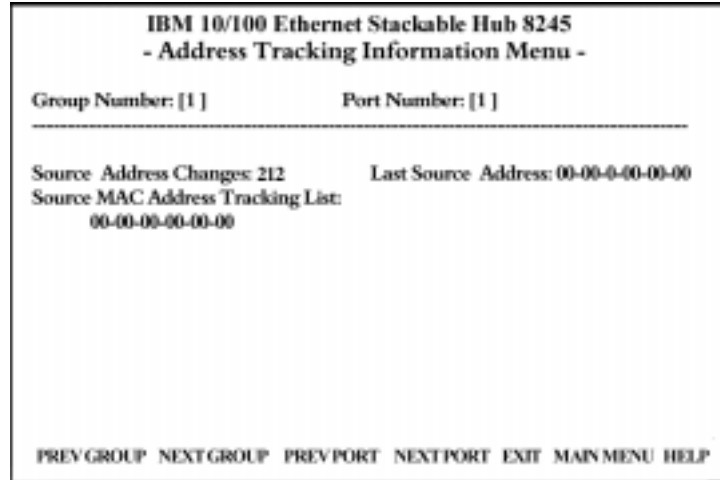 IBM 10/100 Ethernet Stackable Hub 8245
- Address Tracking Information Menu -
Group Number: [1 ] Port Number: [1 ]
Source Address Changes: 212 Last Source Address: 00-00-0-00-00-00
Source MAC Address Tracking List:
00-00-00-00-00-00
PREV GROUP NEXT GROUP PREV PORT NEXT PORT EXIT MAIN MENU HELP